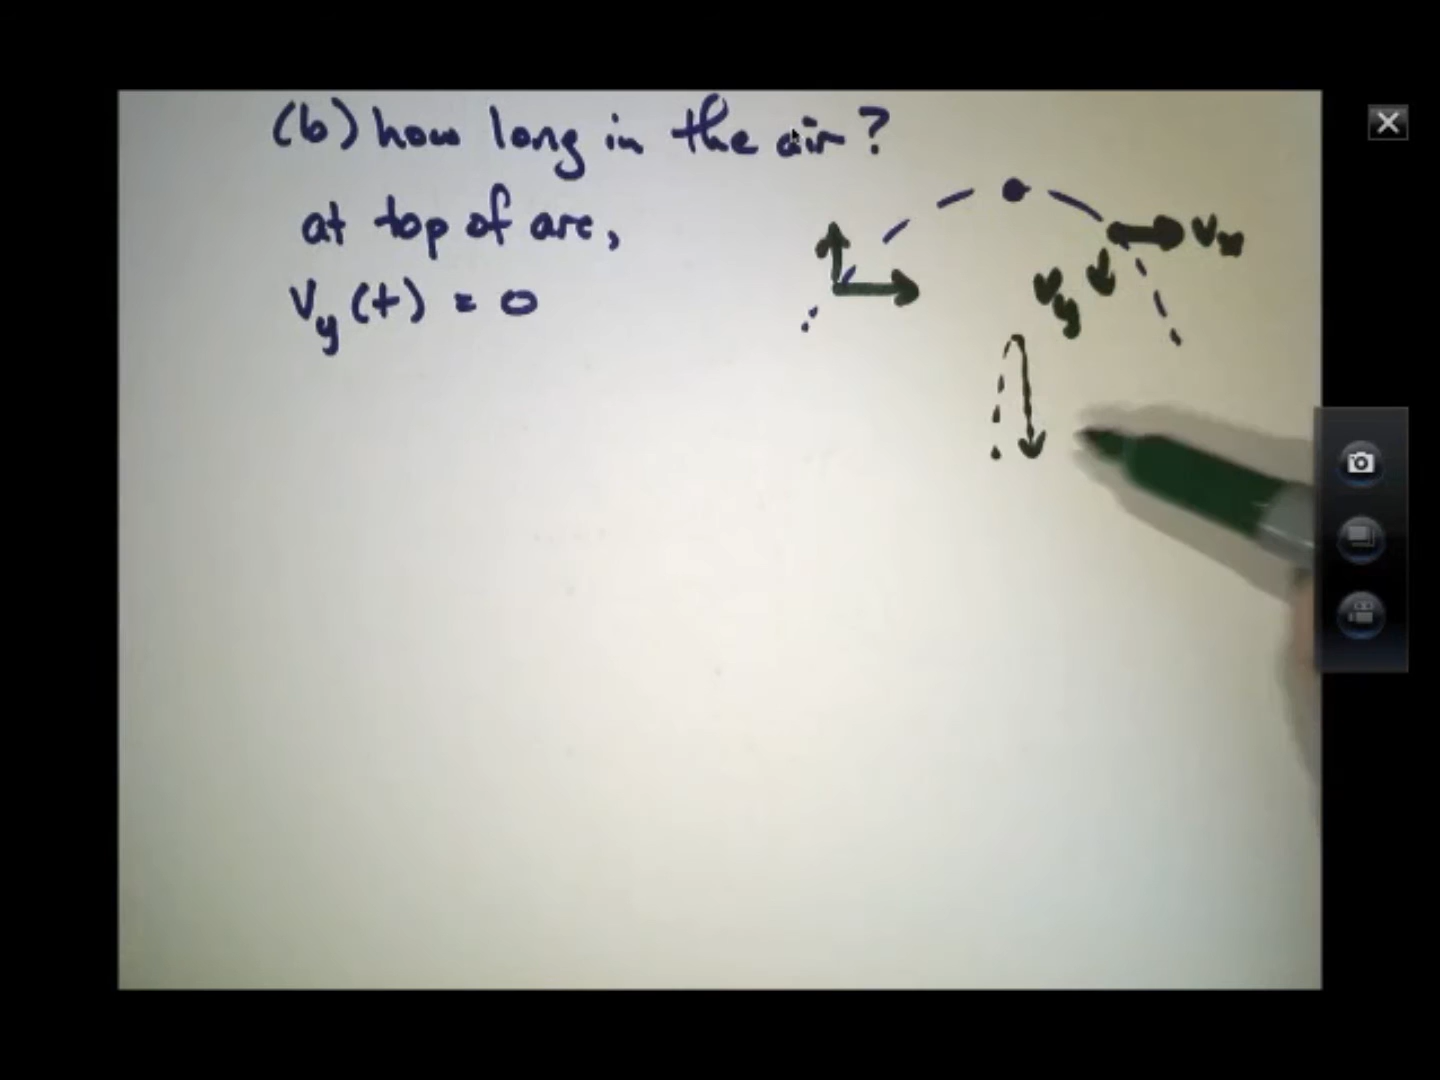 (b) how long in the air?
at top of arc,
Vy(t) = 0
Vx
Vy